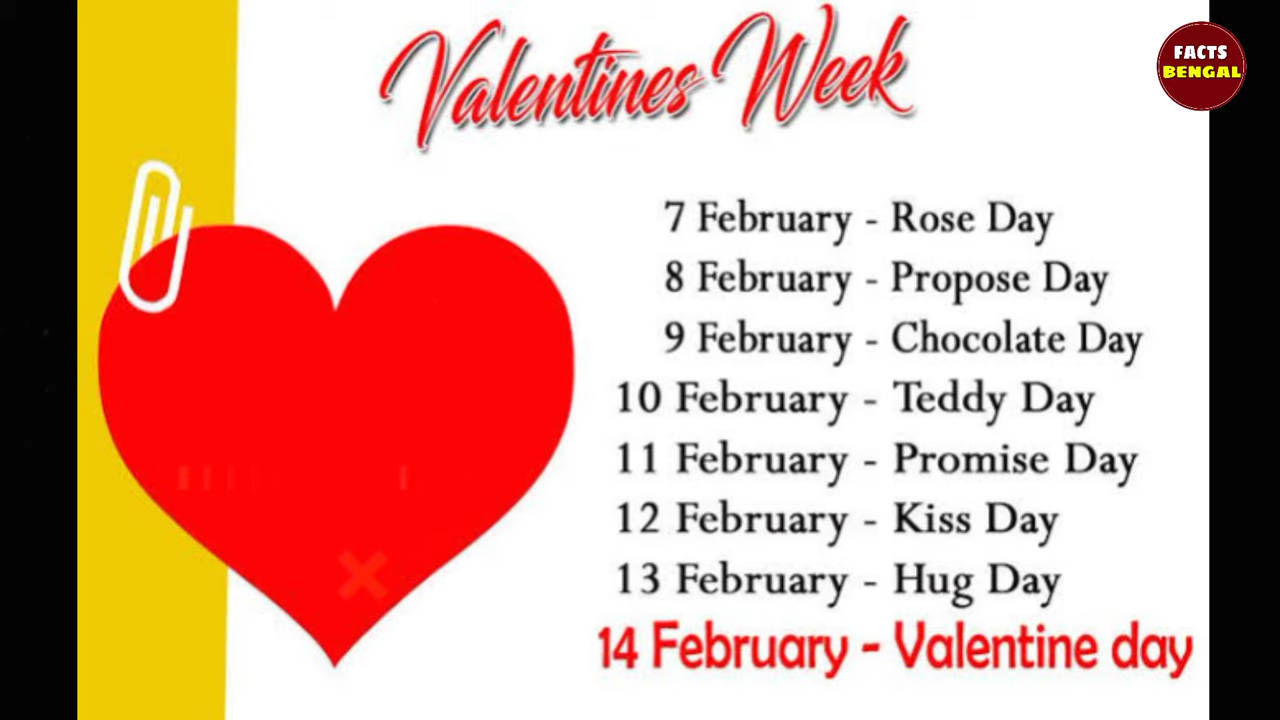 Valentines Week
FACTS
BENGAL
7 February - Rose Day
8 February - Propose Day
9 February - Chocolate Day
10 February - Teddy Day
11 February - Promise Day
12 February - Kiss Day
13 February - Hug Day
14 February - Valentine day